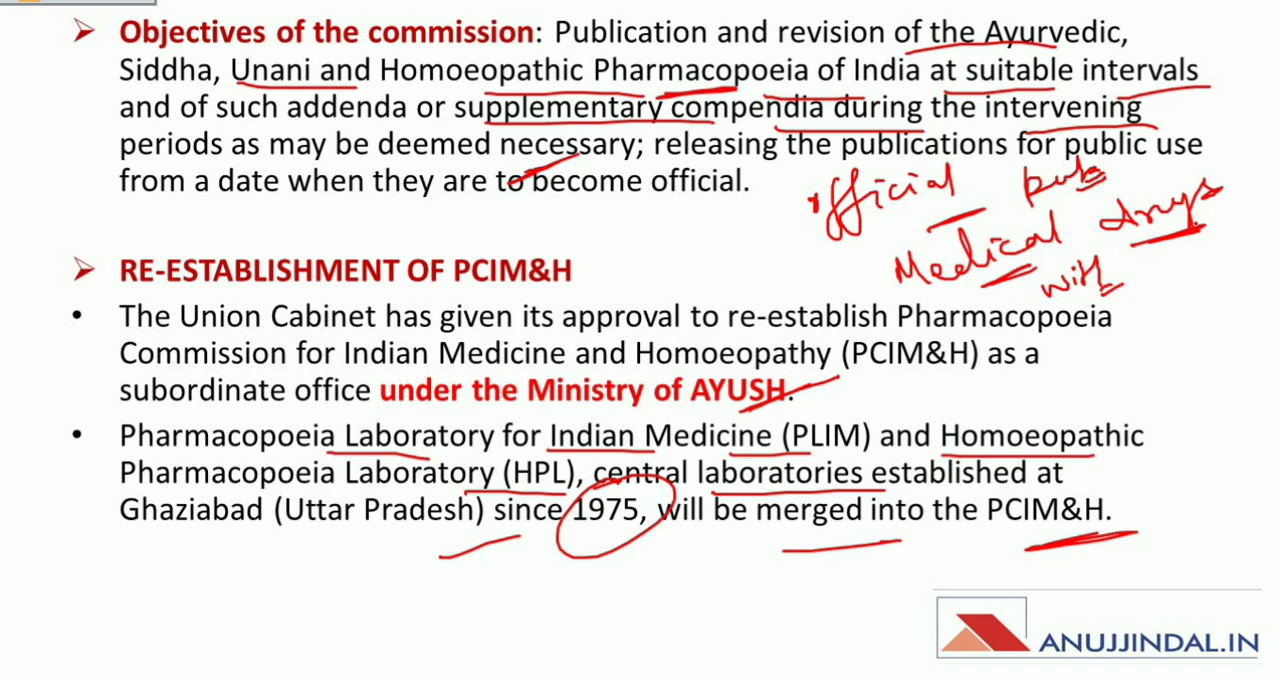 ➤ Objectives of the commission: Publication and revision of the Ayurvedic,
Siddha, Unani and Homoeopathic Pharmacopoeia of India at suitable intervals
and of such addenda or supplementary compendia during the intervening
periods as may be deemed necessary; releasing the publications for public use
from a date when they are to become official.
official pub
Medical drugs
with
➤ RE-ESTABLISHMENT OF PCIM&H
• The Union Cabinet has given its approval to re-establish Pharmacopoeia
Commission for Indian Medicine and Homoeopathy (PCIM&H) as a
subordinate office under the Ministry of AYUSH.
• Pharmacopoeia Laboratory for Indian Medicine (PLIM) and Homoeopathic
Pharmacopoeia Laboratory (HPL), central laboratories established at
Ghaziabad (Uttar Pradesh) since 1975, will be merged into the PCIM&H.
ANUJJINDAL.IN